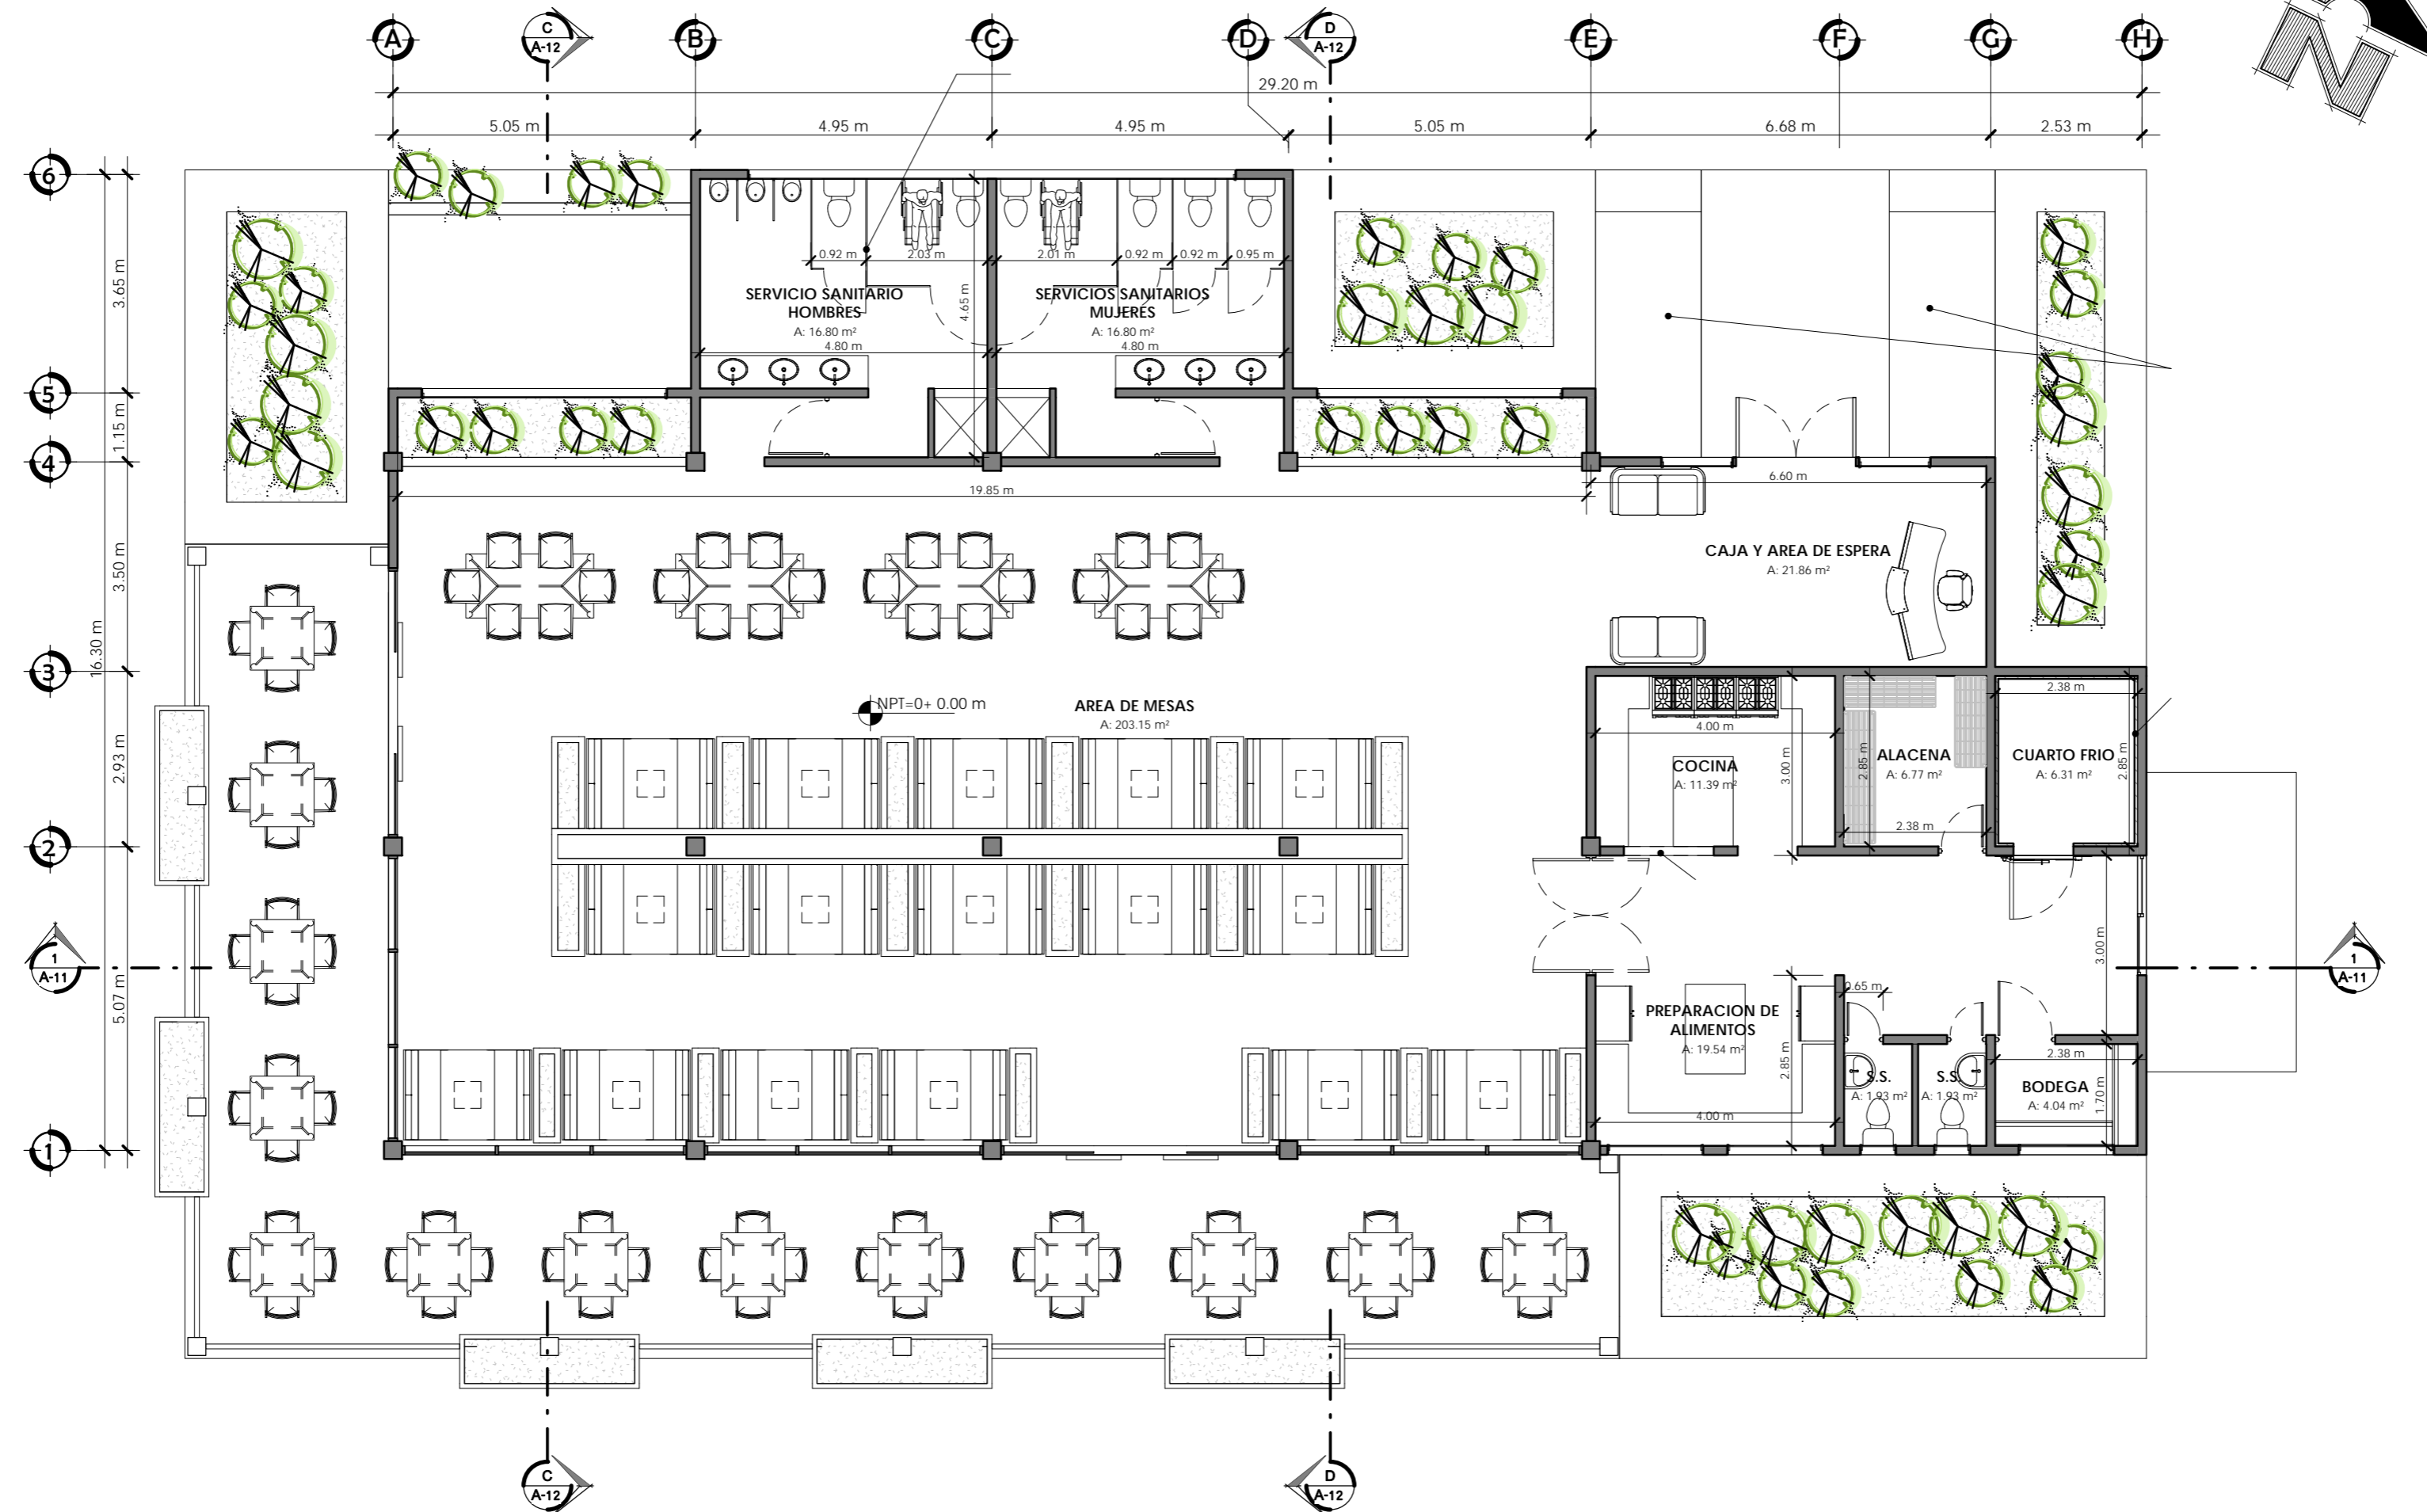 N
A
C
A-12
B
C
D
D
A-12
E
F
G
H
29.20 m
5.05 m
4.95 m
4.95 m
5.05 m
6.68 m
2.53 m
6
5
4
3
2
1
3.65 m
1.15 m
3.50 m
2.93 m
5.07 m
16.30 m
0.92 m
2.03 m
2.01 m
0.92 m
0.92 m
0.95 m
SERVICIO SANITARIO
HOMBRES
A: 16.80 m²
4.80 m
4.65 m
SERVICIOS SANITARIOS
MUJERES
A: 16.80 m²
4.80 m
19.85 m
6.60 m
CAJA Y AREA DE ESPERA
A: 21.86 m²
NPT=0+ 0.00 m
AREA DE MESAS
A: 203.15 m²
4.00 m
COCINA
A: 11.39 m²
3.00 m
2.85 m
ALACENA
A: 6.77 m²
2.38 m
2.38 m
CUARTO FRIO
A: 6.31 m²
2.85 m
3.00 m
1
A-11
1
A-11
PREPARACION DE
ALIMENTOS
A: 19.54 m²
2.85 m
4.00 m
0.65 m
S.S.
A: 1.93 m²
S.S.
A: 1.93 m²
2.38 m
BODEGA
A: 4.04 m²
1.70 m
C
A-12
D
A-12